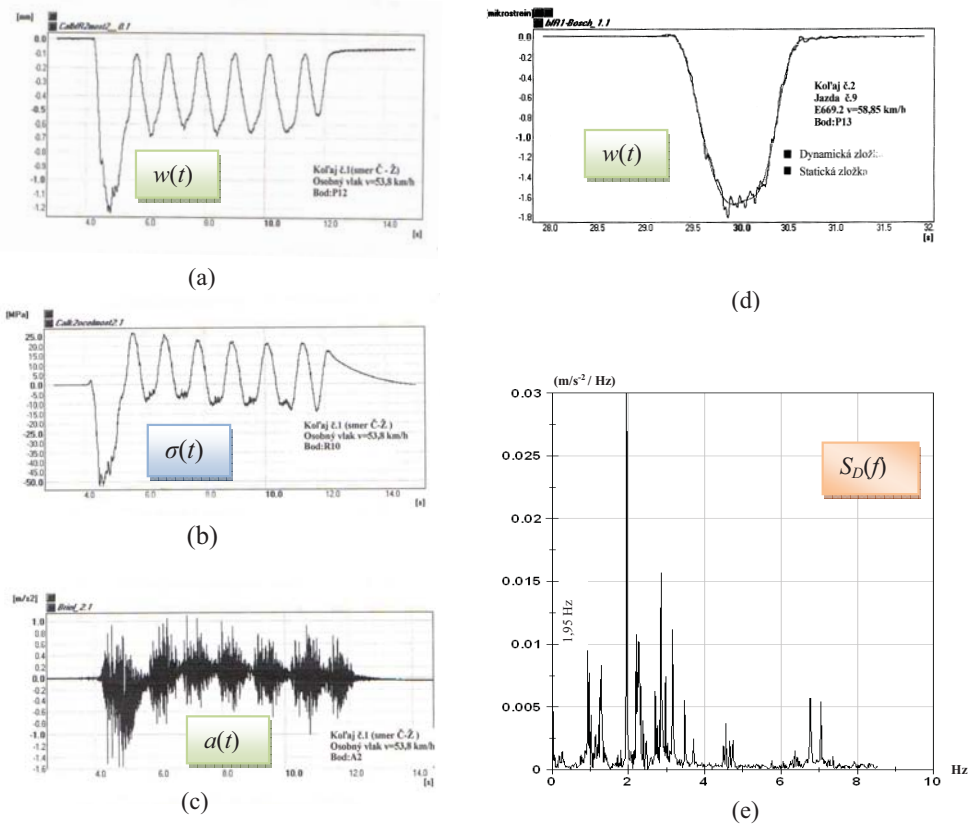 [mm]
CalbIR2most2__0.1
0.0
-0.1
-0.2
-0.3
-0.4
-0.5
-0.6
-0.7
-0.8
-0.9
-1.0
-1.1
-1.2
w(t)
Koľaj č.1(smer Č - Ž)
Osobný vlak v=53,8 km/h
Bod:P12
4.0 6.0 8.0 10.0 12.0 14.0
[s]
(a)
[MPa]
25.0
20.0
15.0
10.0
5.0
0.0
-5.0
-10.0
-15.0
-20.0
-25.0
-30.0
-35.0
-40.0
-45.0
-50.0
σ(t)
Koľaj č.1 (smer Č-Ž)
Osobný vlak v=53,8 km/h
Bod:R10
4.0 6.0 8.0 10.0 12.0 14.0
[s]
(b)
[m/s2]
Briel_2.1
1.0
0.8
0.6
0.4
0.2
0.0
-0.2
-0.4
-0.6
-0.8
-1.0
-1.2
-1.4
-1.6
a(t)
Koľaj č.1 (smer Č-Ž)
Osobný vlak v=53,8km/h
Bod:A2
4.0 6.0 8.0 10.0 12.0 14.0
[s]
(c)
[mikrostrein]
bIR1-Bosch_1.1
0.0
-0.2
-0.4
-0.6
-0.8
-1.0
-1.2
-1.4
-1.6
-1.8
w(t)
Koľaj č.2
Jazda č.9
E669.2 v=58,85 km/h
Bod:P13
Dynamická zložka
Statická zložka
28.0 28.5 29.0 29.5 30.0 30.5 31.0 31.5 32.0
[s]
(d)
(m/s⁻² / Hz)
0.03
0.025
0.02
0.015
0.01
0.005
0
1,95 Hz
S_D(f)
0 2 4 6 8 10
Hz
(e)